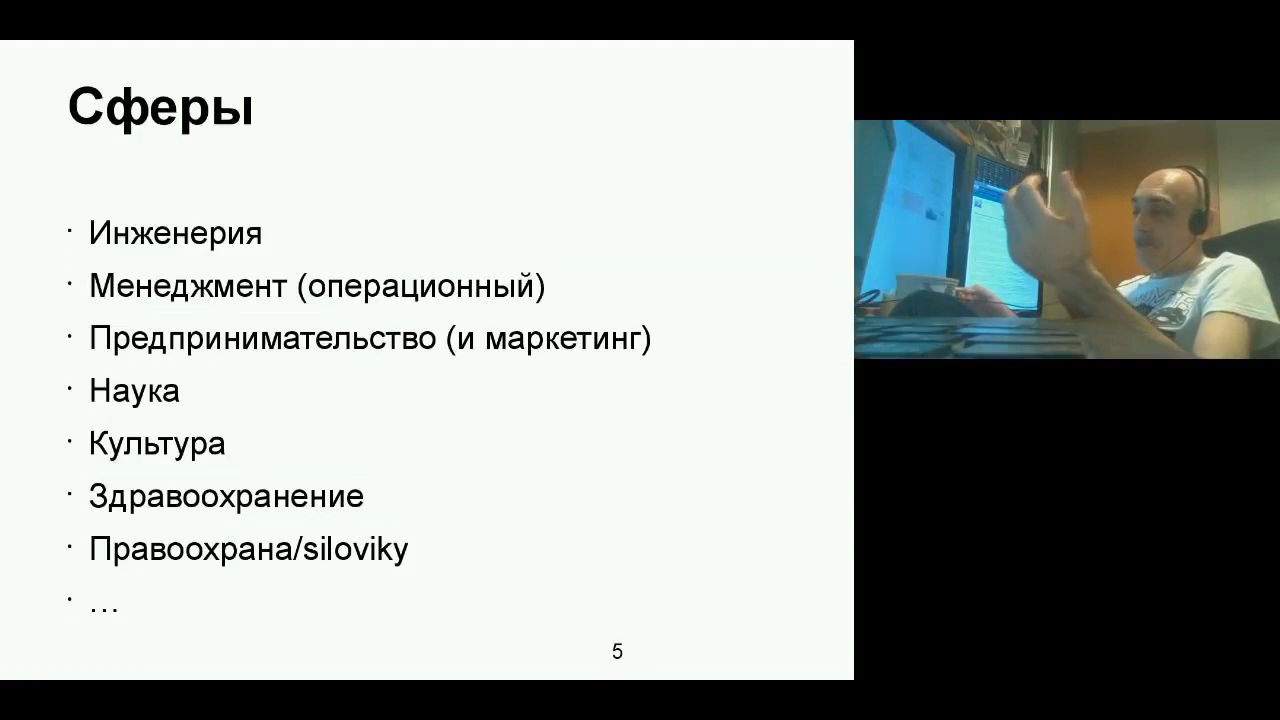 Сферы
Инженерия
Менеджмент (операционный)
Предпринимательство (и маркетинг)
Наука
Культура
Здравоохранение
Правоохрана/siloviky
…
5